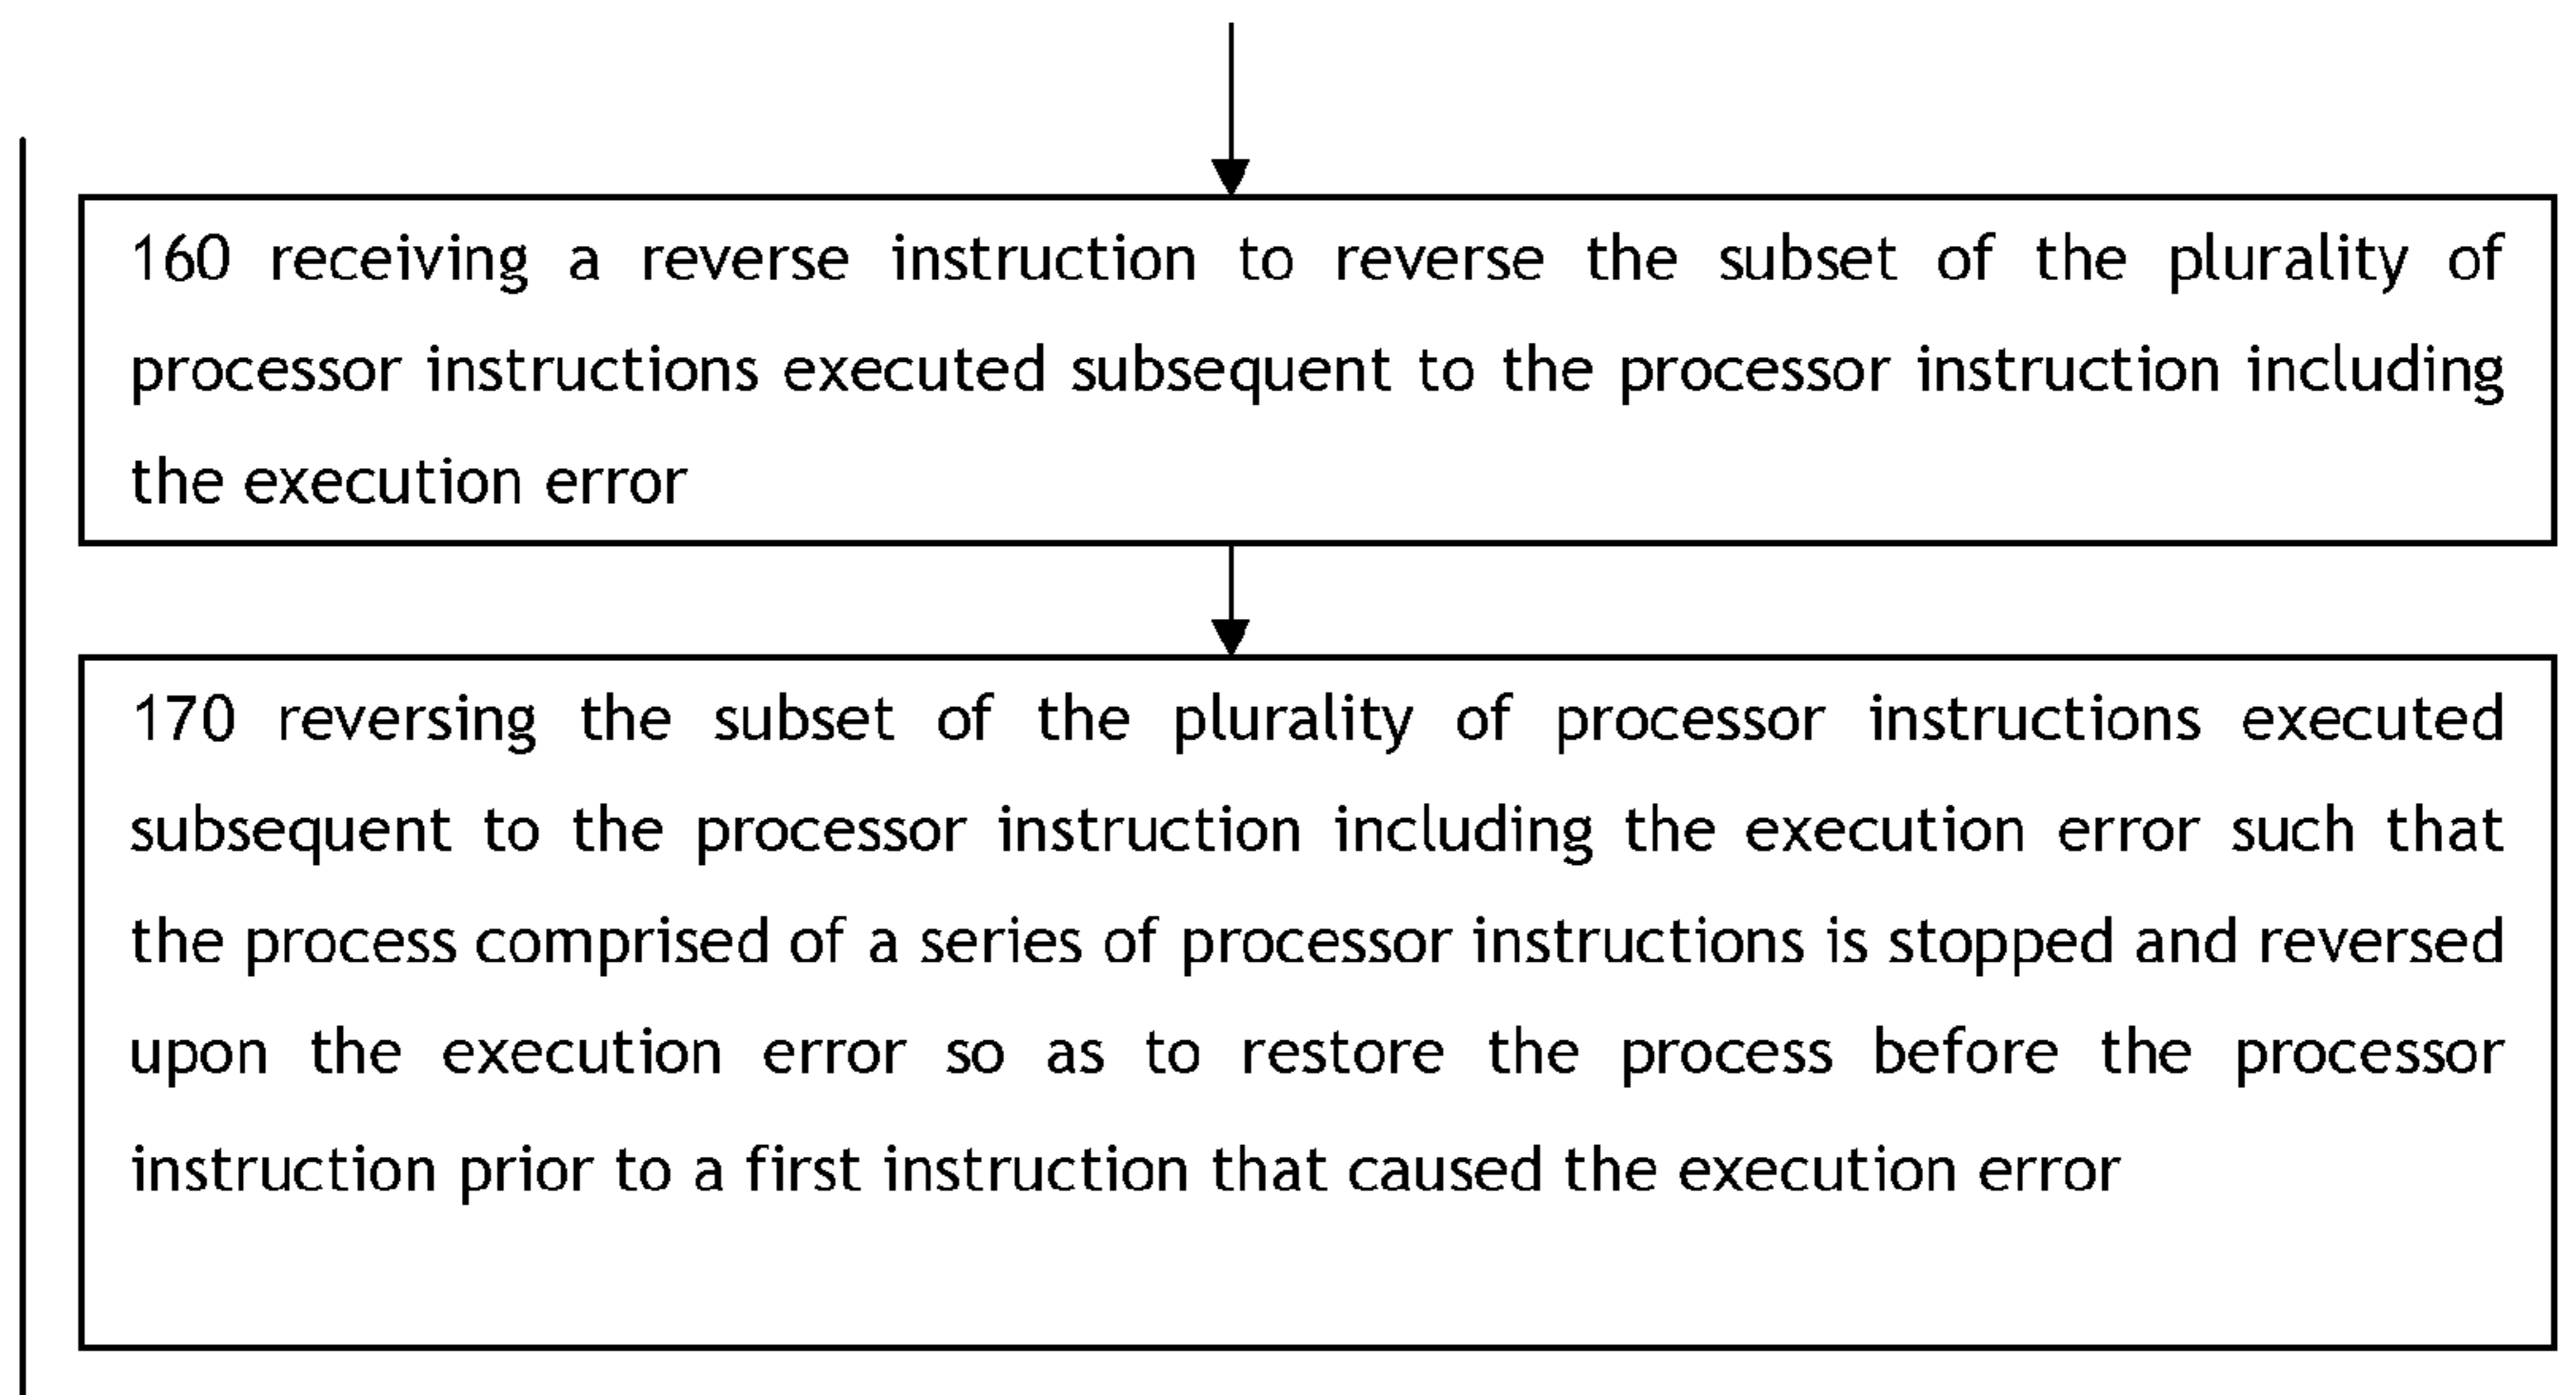 160 receiving a reverse instruction to reverse the subset of the plurality of
processor instructions executed subsequent to the processor instruction including
the execution error
170 reversing the subset of the plurality of processor instructions executed
subsequent to the processor instruction including the execution error such that
the process comprised of a series of processor instructions is stopped and reversed
upon the execution error so as to restore the process before the processor
instruction prior to a first instruction that caused the execution error